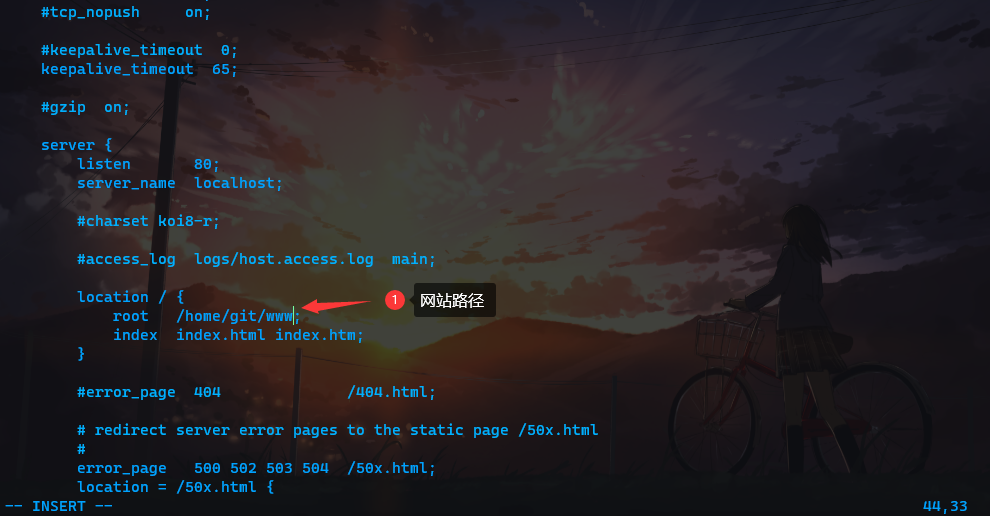 #tcp_nopush     on;
#keepalive_timeout  0;
keepalive_timeout  65;
#gzip  on;
server {
listen       80;
server_name  localhost;
#charset koi8-r;
#access_log  logs/host.access.log  main;
location / {
root   /home/git/www;
1 网站路径
index  index.html index.htm;
}
#error_page  404              /404.html;
# redirect server error pages to the static page /50x.html
#
error_page   500 502 503 504  /50x.html;
location = /50x.html {
-- INSERT --
44,33